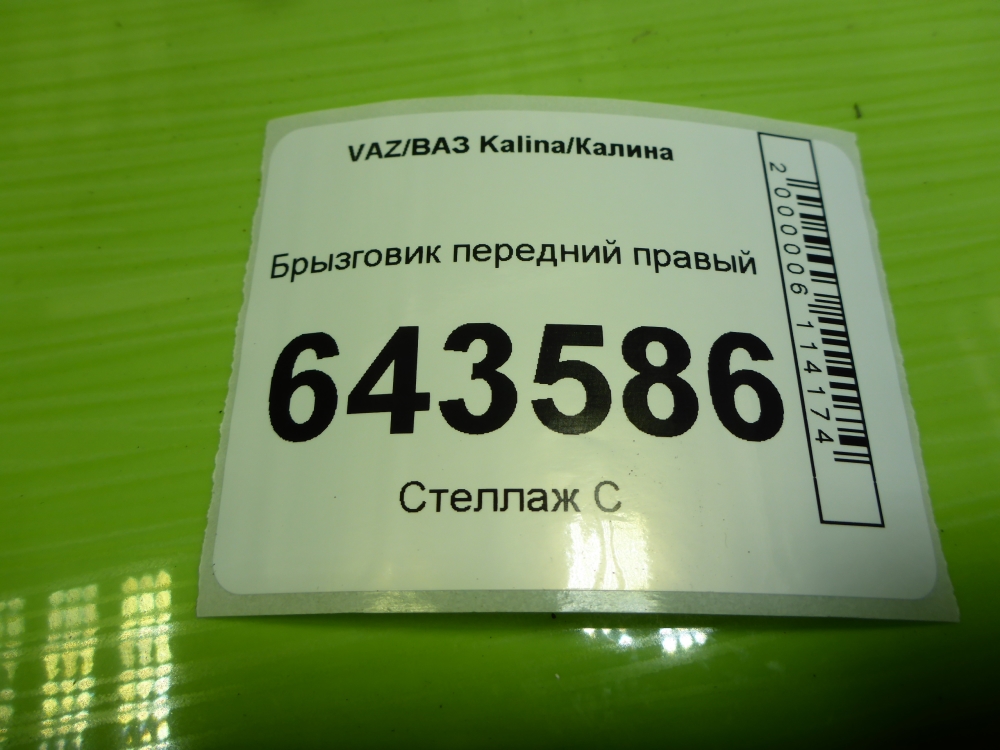 VAZ/ВАЗ Kalina/Калина
Брызговик передний правый
643586
Стеллаж С
2000006114174